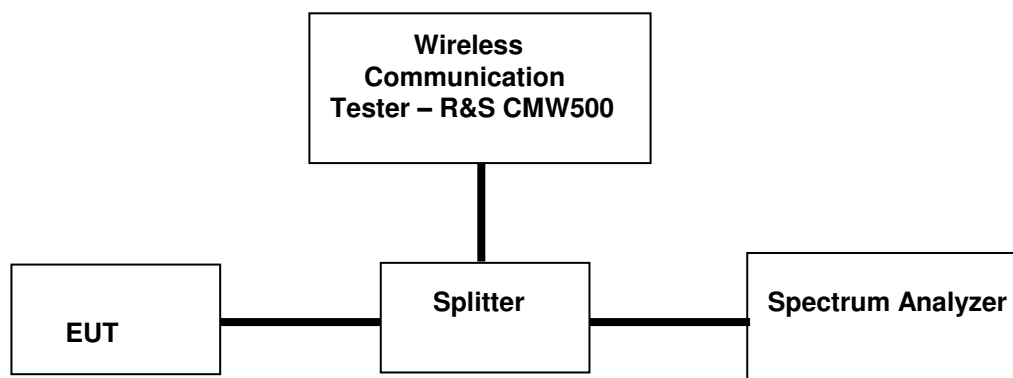 Wireless
Communication
Tester – R&S CMW500
Splitter
Spectrum Analyzer
EUT